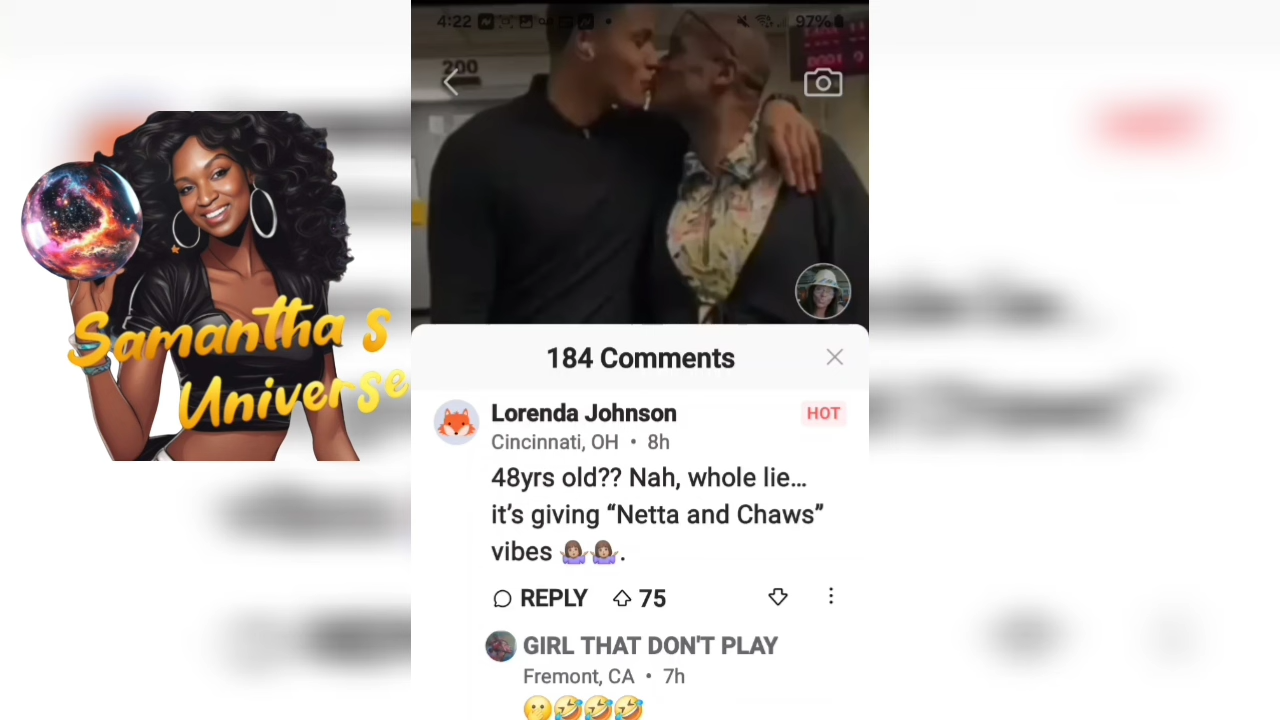 4:22
97%
200
Samantha s
Universe
184 Comments
Lorenda Johnson
HOT
Cincinnati, OH • 8h
48yrs old?? Nah, whole lie…
it’s giving “Netta and Chaws”
vibes 🤷🏽‍♀️🤷🏽‍♀️.
REPLY
75
GIRL THAT DON'T PLAY
Fremont, CA • 7h
🤫🤣🤣🤣